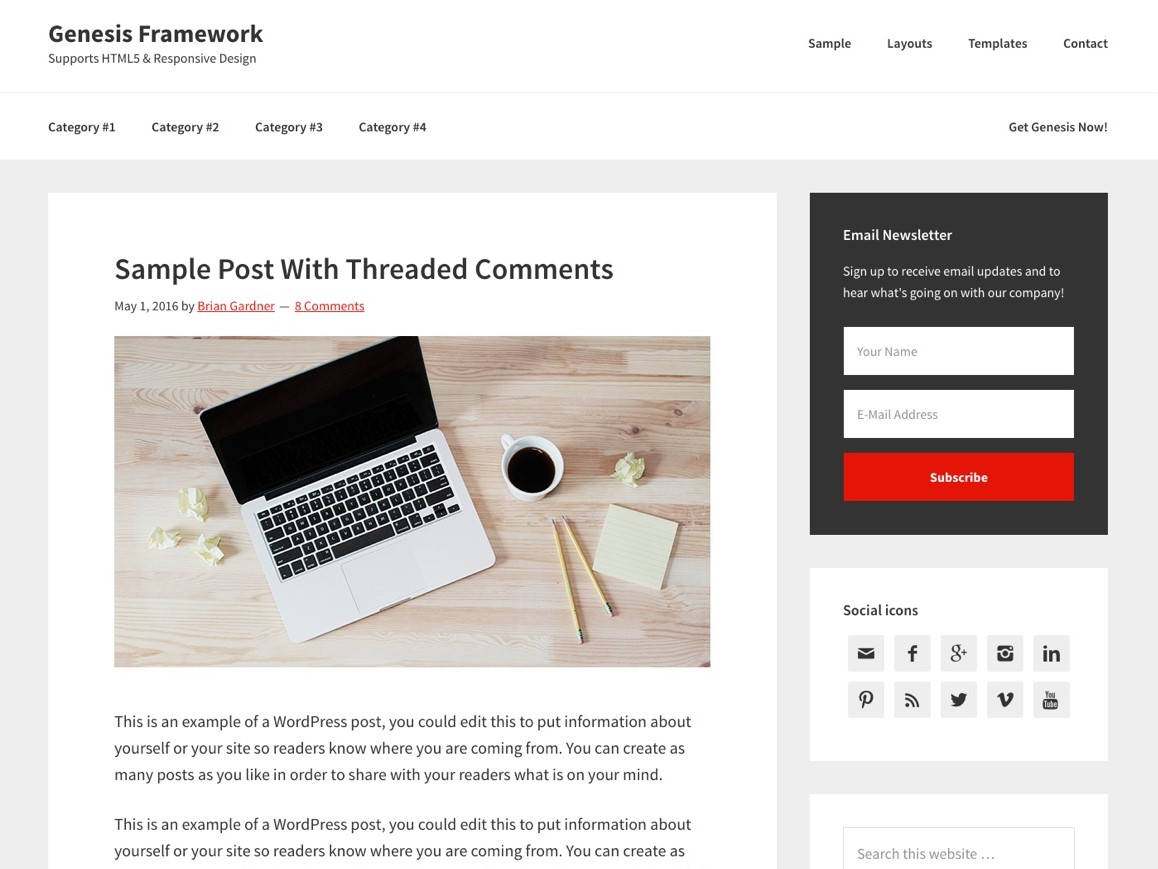 Genesis Framework
Supports HTML5 & Responsive Design
Sample Layouts Templates Contact
Category #1 Category #2 Category #3 Category #4 Get Genesis Now!
Sample Post With Threaded Comments
May 1, 2016 by Brian Gardner — 8 Comments
This is an example of a WordPress post, you could edit this to put information about
yourself or your site so readers know where you are coming from. You can create as
many posts as you like in order to share with your readers what is on your mind.
This is an example of a WordPress post, you could edit this to put information about
yourself or your site so readers know where you are coming from. You can create as
Email Newsletter
Sign up to receive email updates and to
hear what's going on with our company!
Your Name
E-Mail Address
Subscribe
Social icons
g+ in
You
Tube
Search this website …